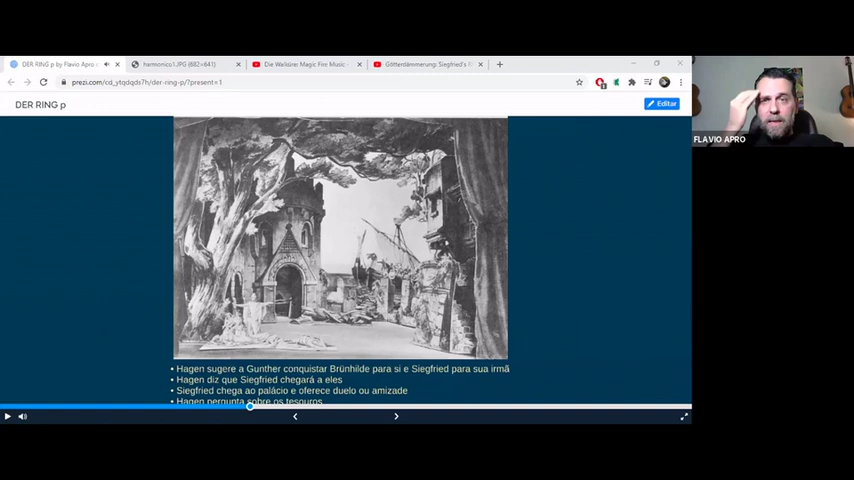 DER RING p by Flavio Apro
harmonico1.JPG (682×641)
Die Walküre: Magic Fire Music -
Götterdämmerung: Siegfried's F
prezi.com/cd_ytqdqds7h/der-ring-p/?present=1
DER RING p
Editar
FLAVIO APRO
• Hagen sugere a Gunther conquistar Brünhilde para si e Siegfried para sua irmã
• Hagen diz que Siegfried chegará a eles
• Siegfried chega ao palácio e oferece duelo ou amizade
• Hagen pergunta sobre os tesouros